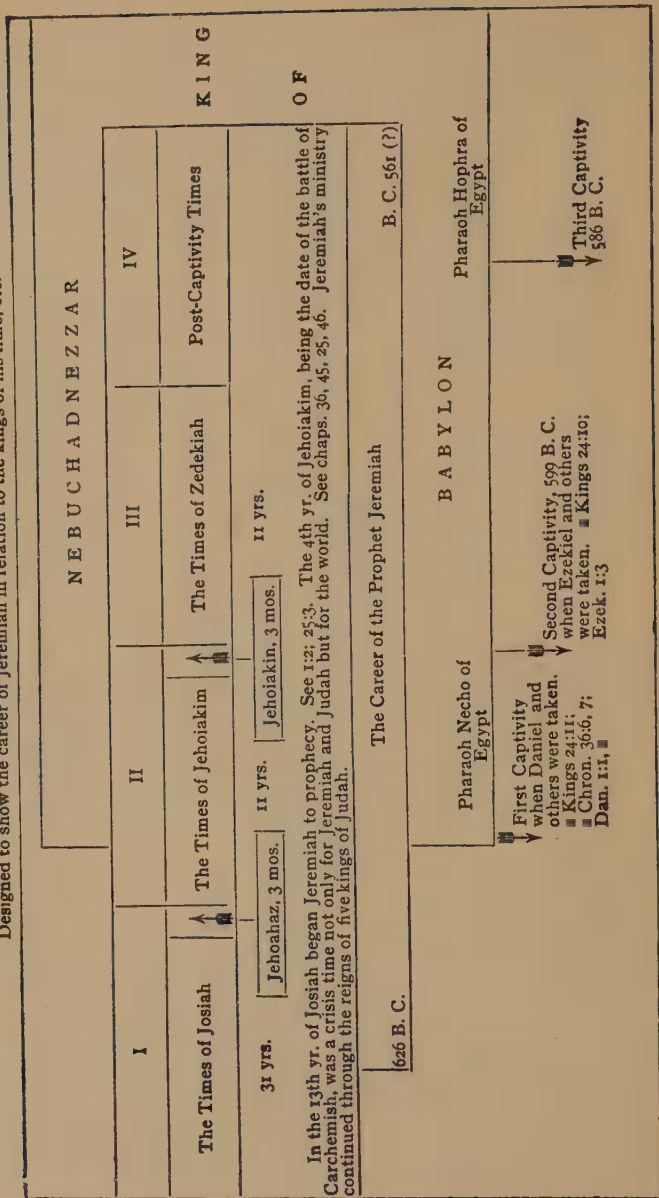 Designed to show the career of Jeremiah in relation to the kings of his time, etc.
NEBUCHADNEZZAR
KING
OF
I
II
III
IV
The Times of Josiah
The Times of Jehoiakim
The Times of Zedekiah
Post-Captivity Times
31 yrs.
Jehoahaz, 3 mos.
11 yrs.
Jehoiakin, 3 mos.
11 yrs.
In the 13th yr. of Josiah began Jeremiah to prophecy. See 1:2; 25:3. The 4th yr. of Jehoiakim, being the date of the battle of
Carchemish, was a crisis time not only for Jeremiah and Judah but for the world. See chaps. 36, 45, 25, 46. Jeremiah's ministry
continued through the reigns of five kings of Judah.
626 B. C.
The Career of the Prophet Jeremiah
B. C. 561 (?)
BABYLON
Pharaoh Necho of
Egypt
Pharaoh Hophra of
Egypt
First Captivity
when Daniel and
others were taken.
Kings 24:11;
Chron. 36:6, 7;
Dan. 1:1,
Second Captivity, 599 B. C.
when Ezekiel and others
were taken. Kings 24:10;
Ezek. 1:3
Third Captivity
586 B. C.